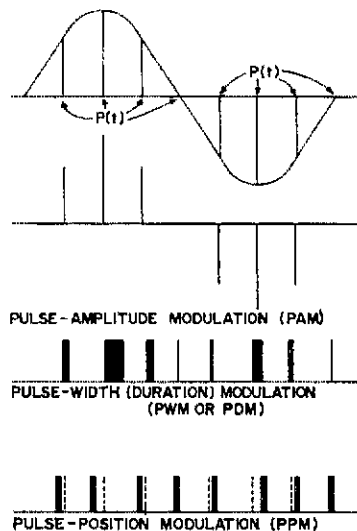 P(t)
P(t)
PULSE-AMPLITUDE MODULATION (PAM)
PULSE-WIDTH (DURATION) MODULATION
(PWM OR PDM)
PULSE-POSITION MODULATION (PPM)